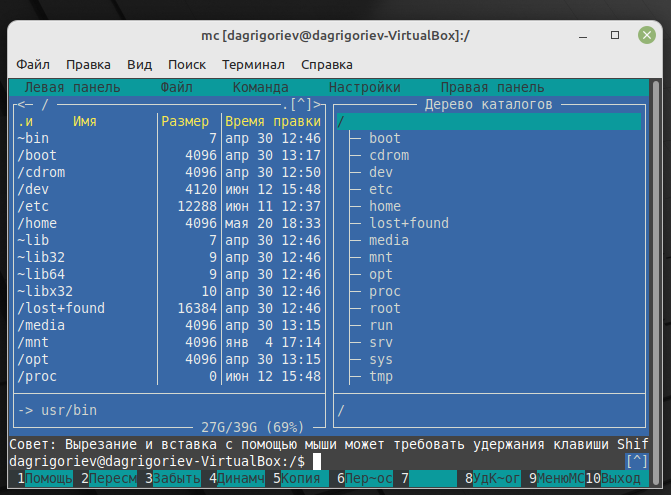 mc [dagrigoriev@dagrigoriev-VirtualBox]:/
Файл Правка Вид Поиск Терминал Справка
Левая панель Файл Команда Настройки Правая панель
<─ / .[^]>
.и Имя Размер Время правки
~bin 7 апр 30 12:46
/boot 4096 апр 30 13:17
/cdrom 4096 апр 30 12:50
/dev 4120 июн 12 15:48
/etc 12288 июн 11 12:37
/home 4096 мая 20 18:33
~lib 7 апр 30 12:46
~lib32 9 апр 30 12:46
~lib64 9 апр 30 12:46
~libx32 10 апр 30 12:46
/lost+found 16384 апр 30 12:46
/media 4096 апр 30 13:15
/mnt 4096 янв 4 17:14
/opt 4096 апр 30 13:15
/proc 0 июн 12 15:48
-> usr/bin
27G/39G (69%)
Дерево каталогов
/
boot
cdrom
dev
etc
home
lost+found
media
mnt
opt
proc
root
run
srv
sys
tmp
/
Совет: Вырезание и вставка с помощью мыши может требовать удержания клавиши Shif
dagrigoriev@dagrigoriev-VirtualBox:/$ [^]
1Помощь 2Пересм 3Забыть 4Динамч 5Копия 6Пер~ос 7 8УдК~ог 9МенюMC 10Выход